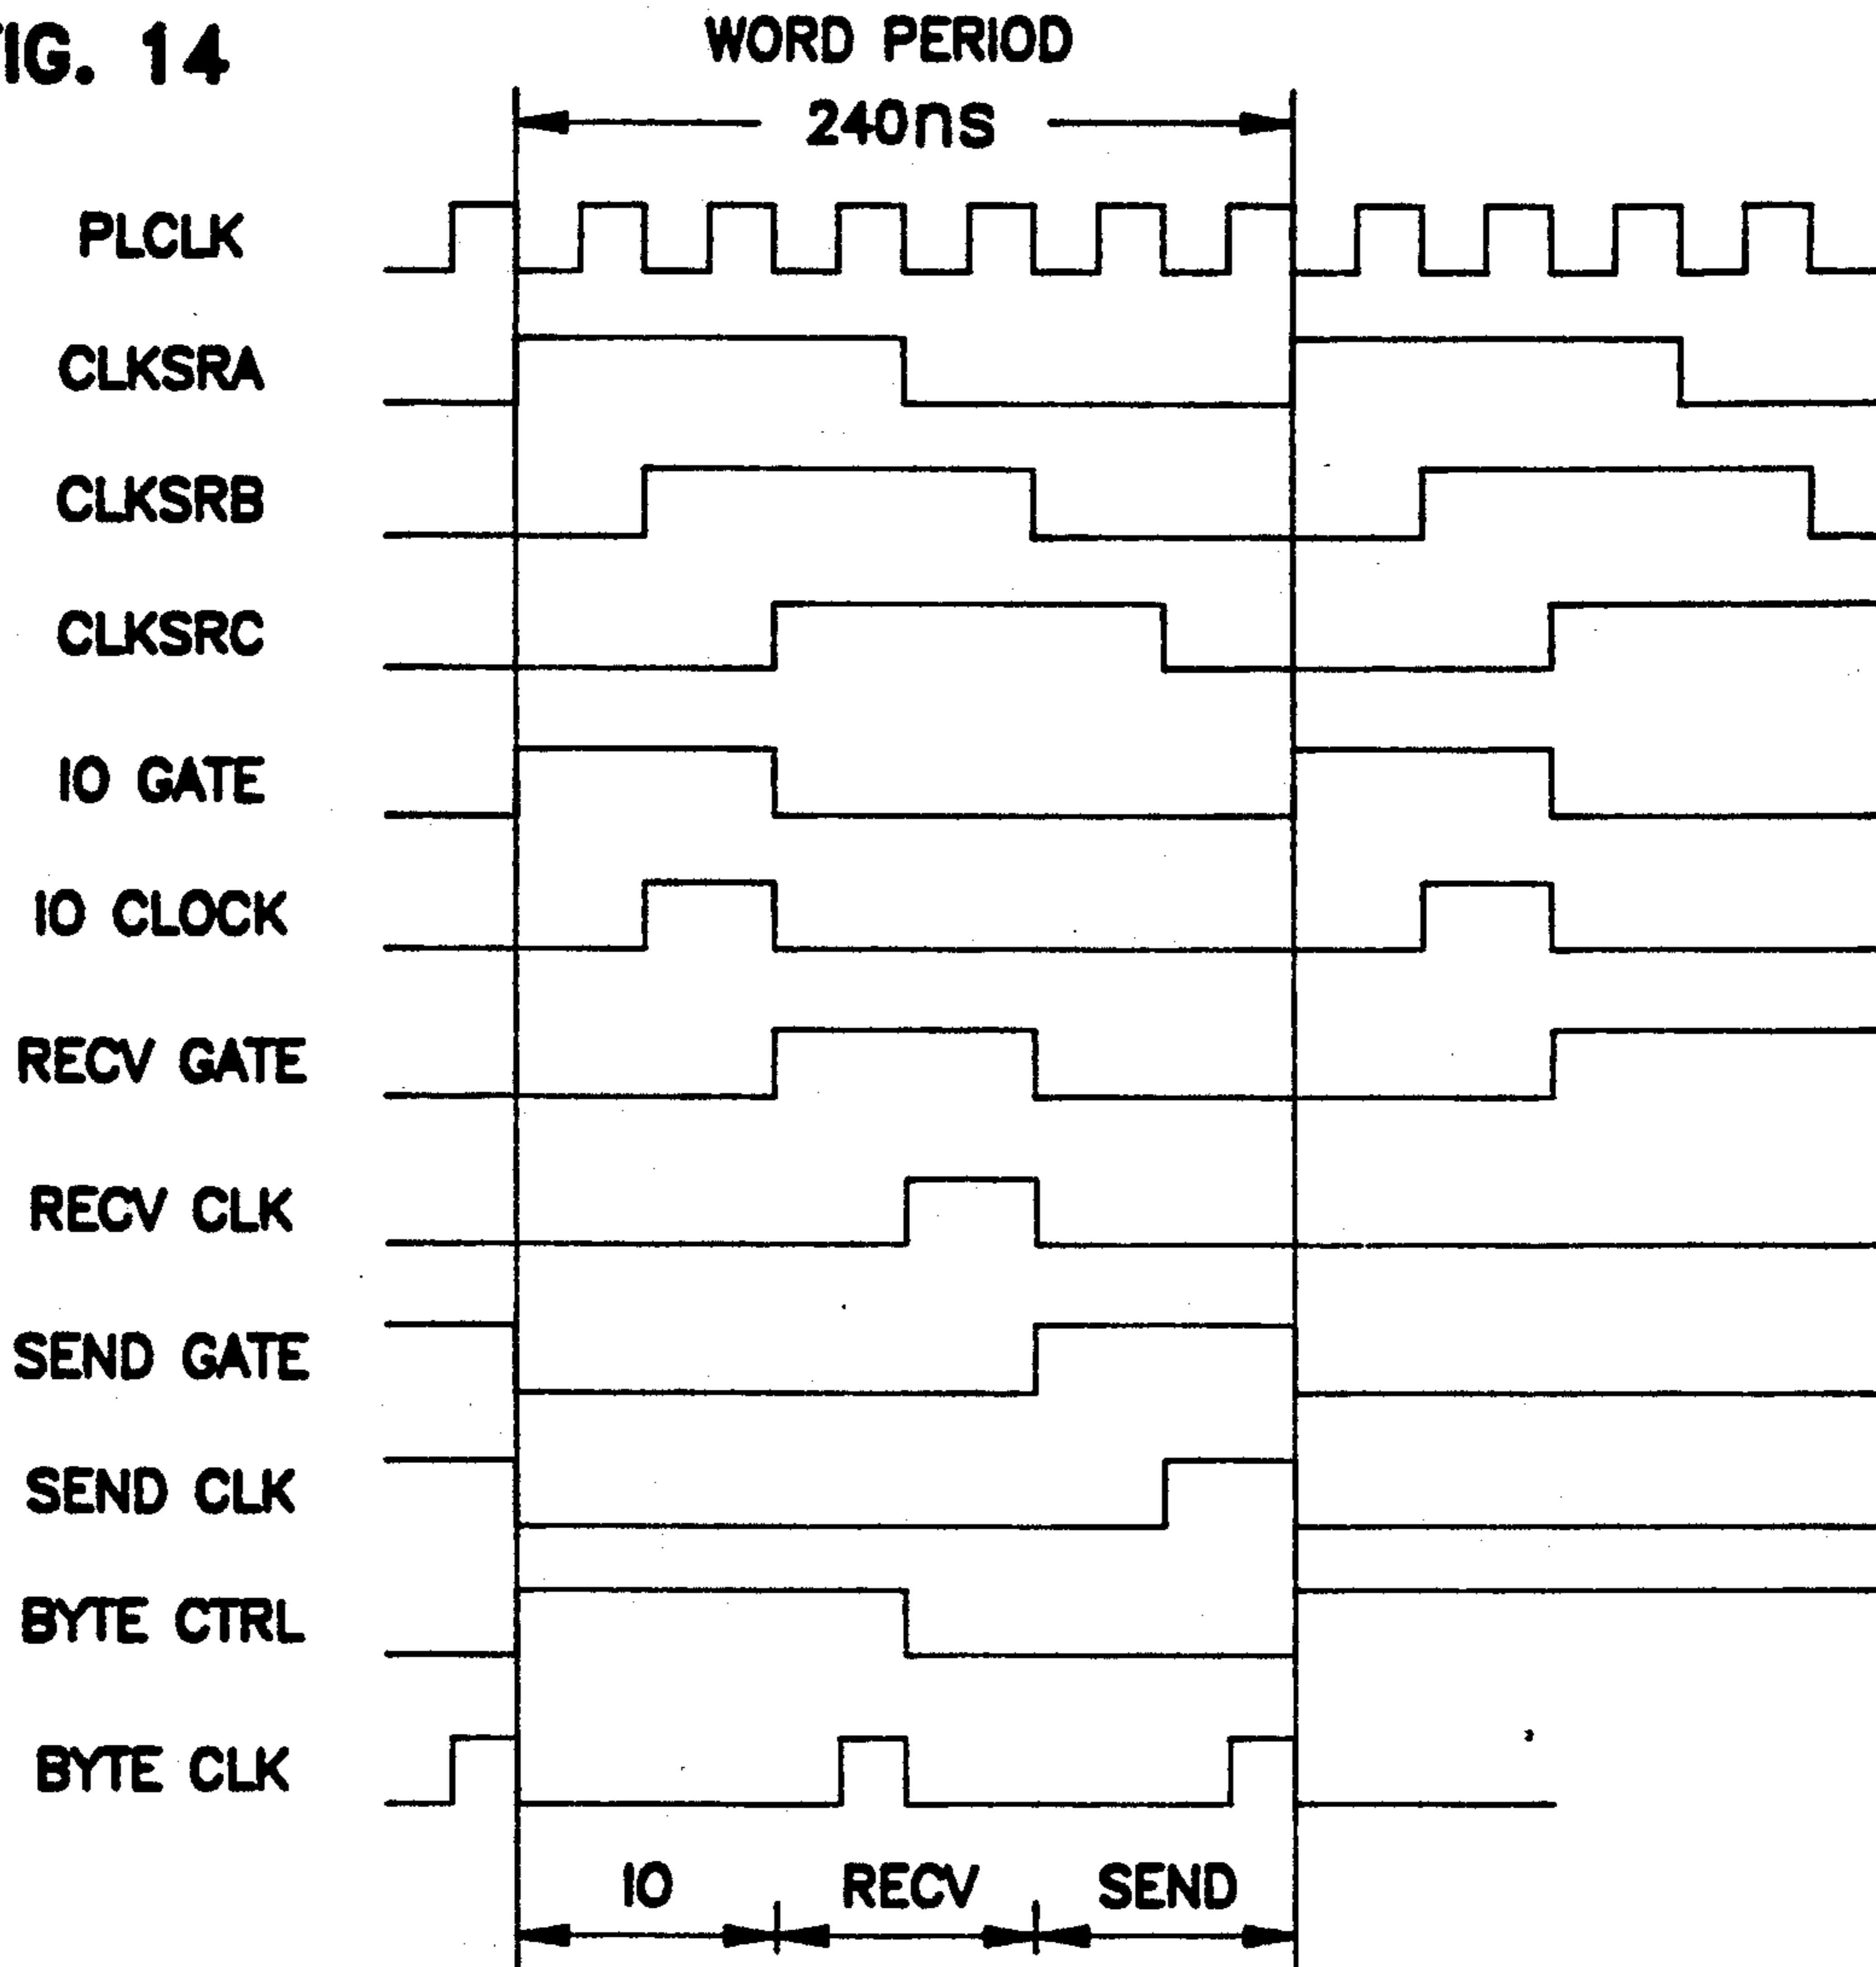 IG. 14
WORD PERIOD
240ns
PLCLK
CLKSRA
CLKSRB
CLKSRC
IO GATE
IO CLOCK
RECV GATE
RECV CLK
SEND GATE
SEND CLK
BYTE CTRL
BYTE CLK
IO RECV SEND